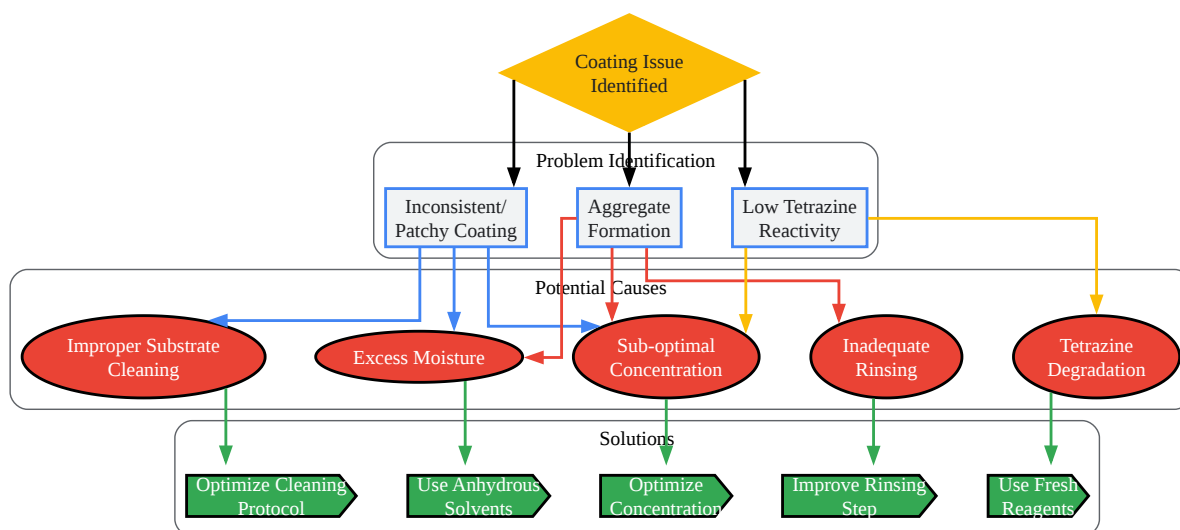 Coating Issue
Identified
Problem Identification
Inconsistent/
Patchy Coating
Aggregate
Formation
Low Tetrazine
Reactivity
Potential Causes
Improper Substrate
Cleaning
Excess Moisture
Sub-optimal
Concentration
Inadequate
Rinsing
Tetrazine
Degradation
Solutions
Optimize Cleaning
Protocol
Use Anhydrous
Solvents
Optimize
Concentration
Improve Rinsing
Step
Use Fresh
Reagents